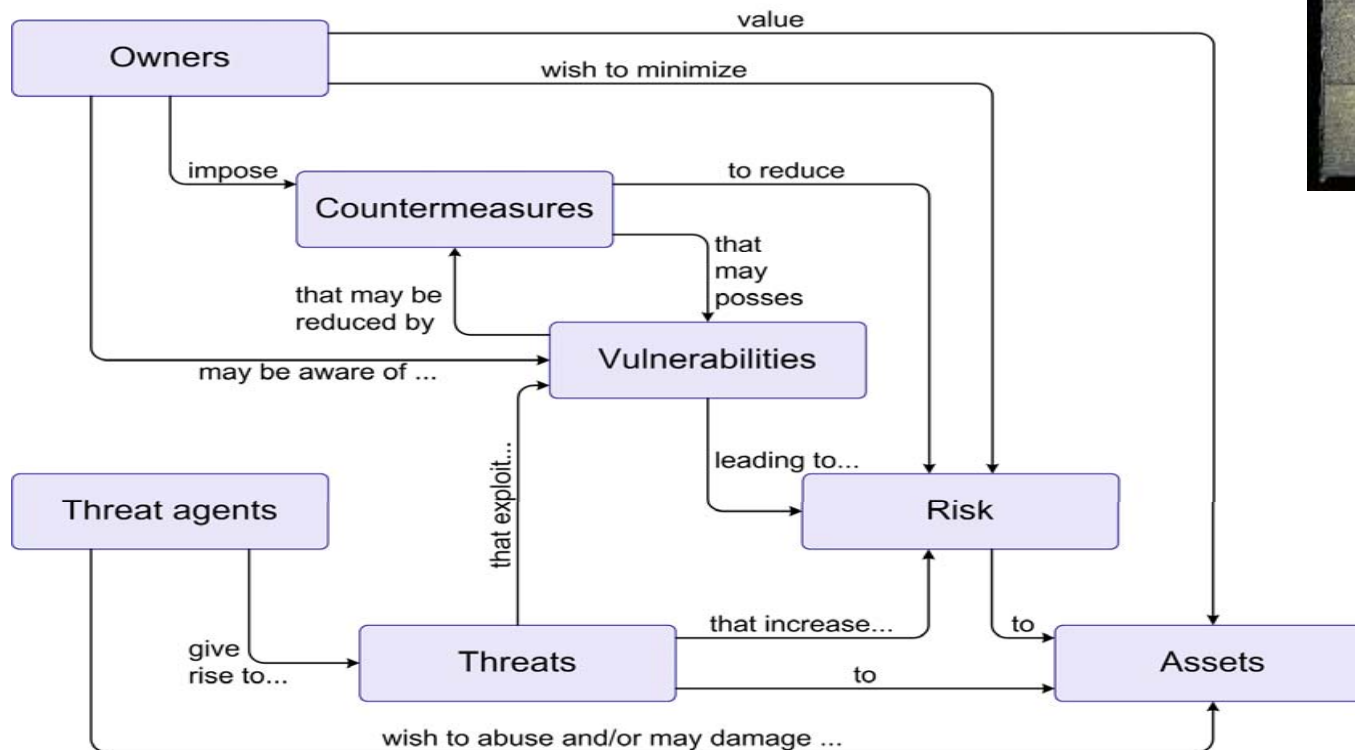 value
Owners
wish to minimize
impose
to reduce
Countermeasures
that
may
posses
that may be
reduced by
Vulnerabilities
may be aware of ...
that exploit...
leading to...
Threat agents
Risk
give
rise to...
Threats
that increase...
to
to
Assets
wish to abuse and/or may damage ...